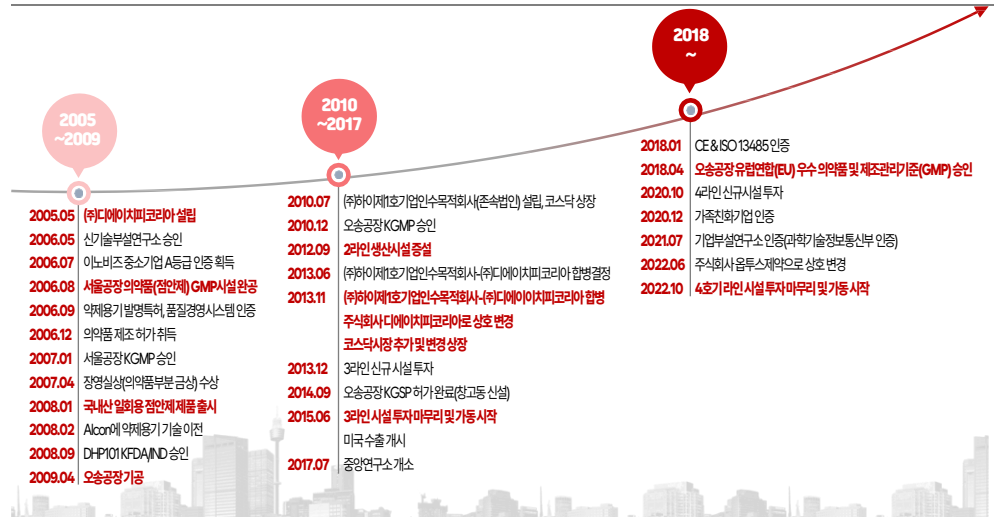 2005
~2009
2005.05 (주)디에이치피코리아 설립
2006.05 신기술부설연구소 승인
2006.07 이노비즈 중소기업 A등급 인증 획득
2006.08 서울공장 의약품(점안제) GMP시설 완공
2006.09 약제용기 발명특허, 품질경영시스템 인증
2006.12 의약품 제조 허가 취득
2007.01 서울공장 KGMP 승인
2007.04 장영실상(의약품부분 금상) 수상
2008.01 국내산 일회용 점안제 제품 출시
2008.02 Alcon에 약제용기 기술 이전
2008.09 DHP101 KFDA/IND 승인
2009.04 오송공장 기공
2010
~2017
2010.07 (주)하이제1호기업인수목적회사(존속법인) 설립, 코스닥 상장
2010.12 오송공장 KGMP 승인
2012.09 2라인 생산시설 증설
2013.06 (주)하이제1호기업인수목적회사-(주)디에이치피코리아 합병결정
2013.11 (주)하이제1호기업인수목적회사-(주)디에이치피코리아 합병
주식회사 디에이치피코리아로 상호 변경
코스닥시장 추가 및 변경 상장
2013.12 3라인 신규 시설 투자
2014.09 오송공장 KGSP 허가 완료(창고동 신설)
2015.06 3라인 시설 투자 마무리 및 가동 시작
미국 수출 개시
2017.07 중앙연구소 개소
2018
~
2018.01 CE & ISO 13485 인증
2018.04 오송공장 유럽연합(EU) 우수 의약품 및 제조관리기준(GMP) 승인
2020.10 4라인 신규시설 투자
2020.12 가족친화기업 인증
2021.07 기업부설연구소 인증(과학기술정보통신부 인증)
2022.06 주식회사 옵투스제약으로 상호 변경
2022.10 4호기 라인 시설 투자 마무리 및 가동 시작